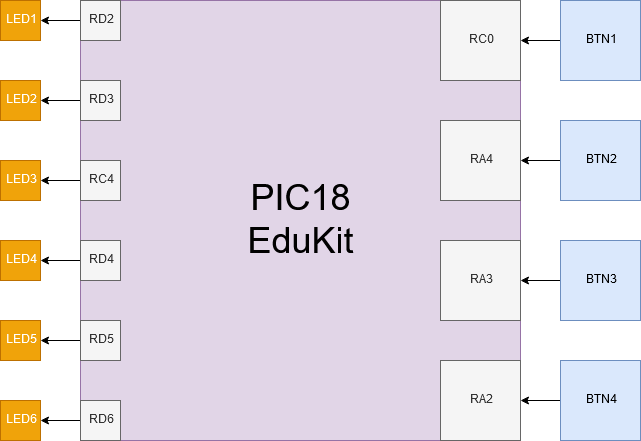 LED1
RD2
RC0
BTN1
LED2
RD3
RA4
BTN2
LED3
RC4
PIC18
EduKit
LED4
RD4
RA3
BTN3
LED5
RD5
LED6
RD6
RA2
BTN4